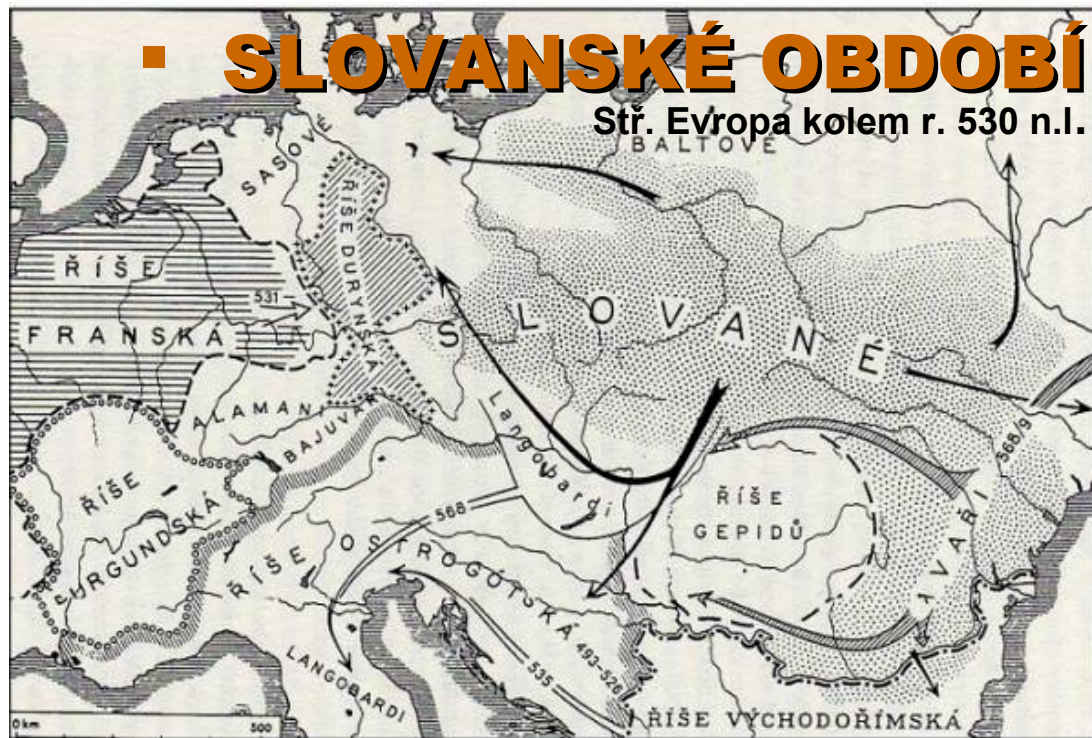 SLOVANSKÉ OBDOBÍ
Stř. Evropa kolem r. 530 n.l.
BALTOVÉ
SASOVÉ
ŘÍŠE DURYNSKÁ
ŘÍŠE
FRANSKÁ
531
SLOVANÉ
ALAMANI
BAJUVAŘI
Langobardi
568/9
ŘÍŠE
BURGUNDSKÁ
ŘÍŠE
GEPIDŮ
AVAŘI
568
ŘÍŠE OSTROGÓTSKÁ
493-526
535
LANGOBARDI
ŘÍŠE VÝCHODOŘÍMSKÁ
0 km 500